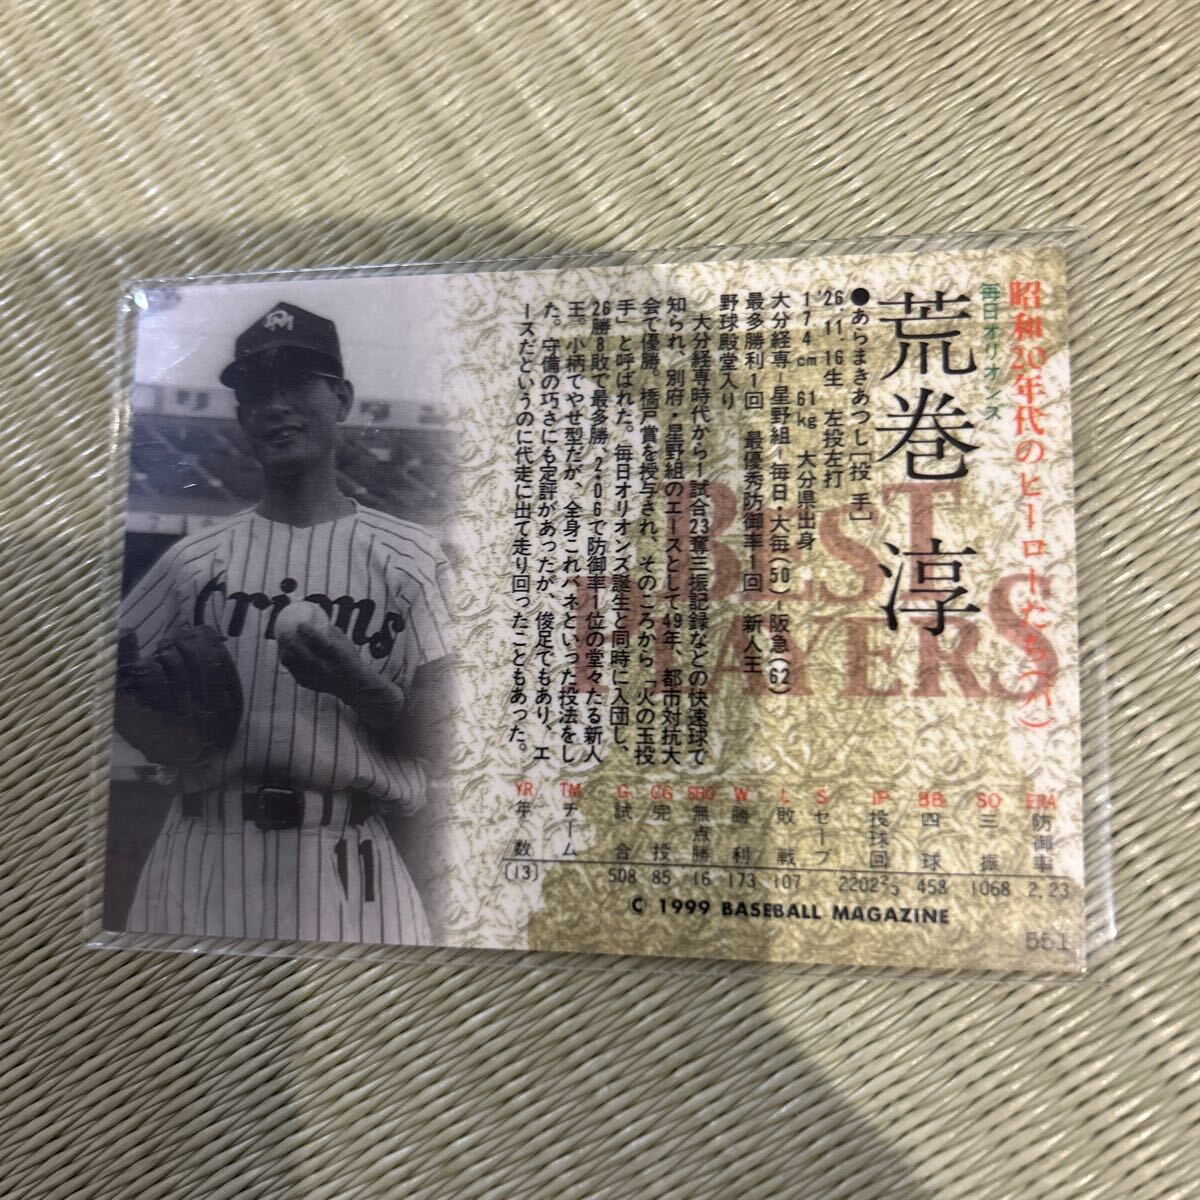 昭和20年代のヒーローたち(パ)
毎日オリオンズ
荒巻 淳
●あらまきあつし[投 手]
'26.11.16生 左投左打
174cm 61kg 大分県出身
大分経専－星野組－毎日・大毎(50)－阪急(62)
最多勝利1回 最優秀防御率1回 新人王
野球殿堂入り
大分経専時代から1試合23奪三振記録などの快速球で
知られ、別府・星野組のエースとして49年、都市対抗大
会で優勝、橋戸賞を授与され、そのころから「火の玉投
手」と呼ばれた。毎日オリオンズ誕生と同時に入団し、
26勝8敗で最多勝、2.06で防御率1位の堂々たる新人
王。小柄でやせ型だが、全身これバネといった投法をし
た。守備の巧さにも定評があったが、俊足でもあり、エ
ースだというのに代走に出て走り回ったこともあった。
BEST
PLAYERS
YR TM G CG SHO W L S IP BB SO ERA
年数 チーム 試合 完投 無点勝 勝利 敗戦 セーブ 投球回 四球 三振 防御率
(13) 508 85 16 173 107 2202⅔ 458 1068 2.23
© 1999 BASEBALL MAGAZINE
551
Orions
11